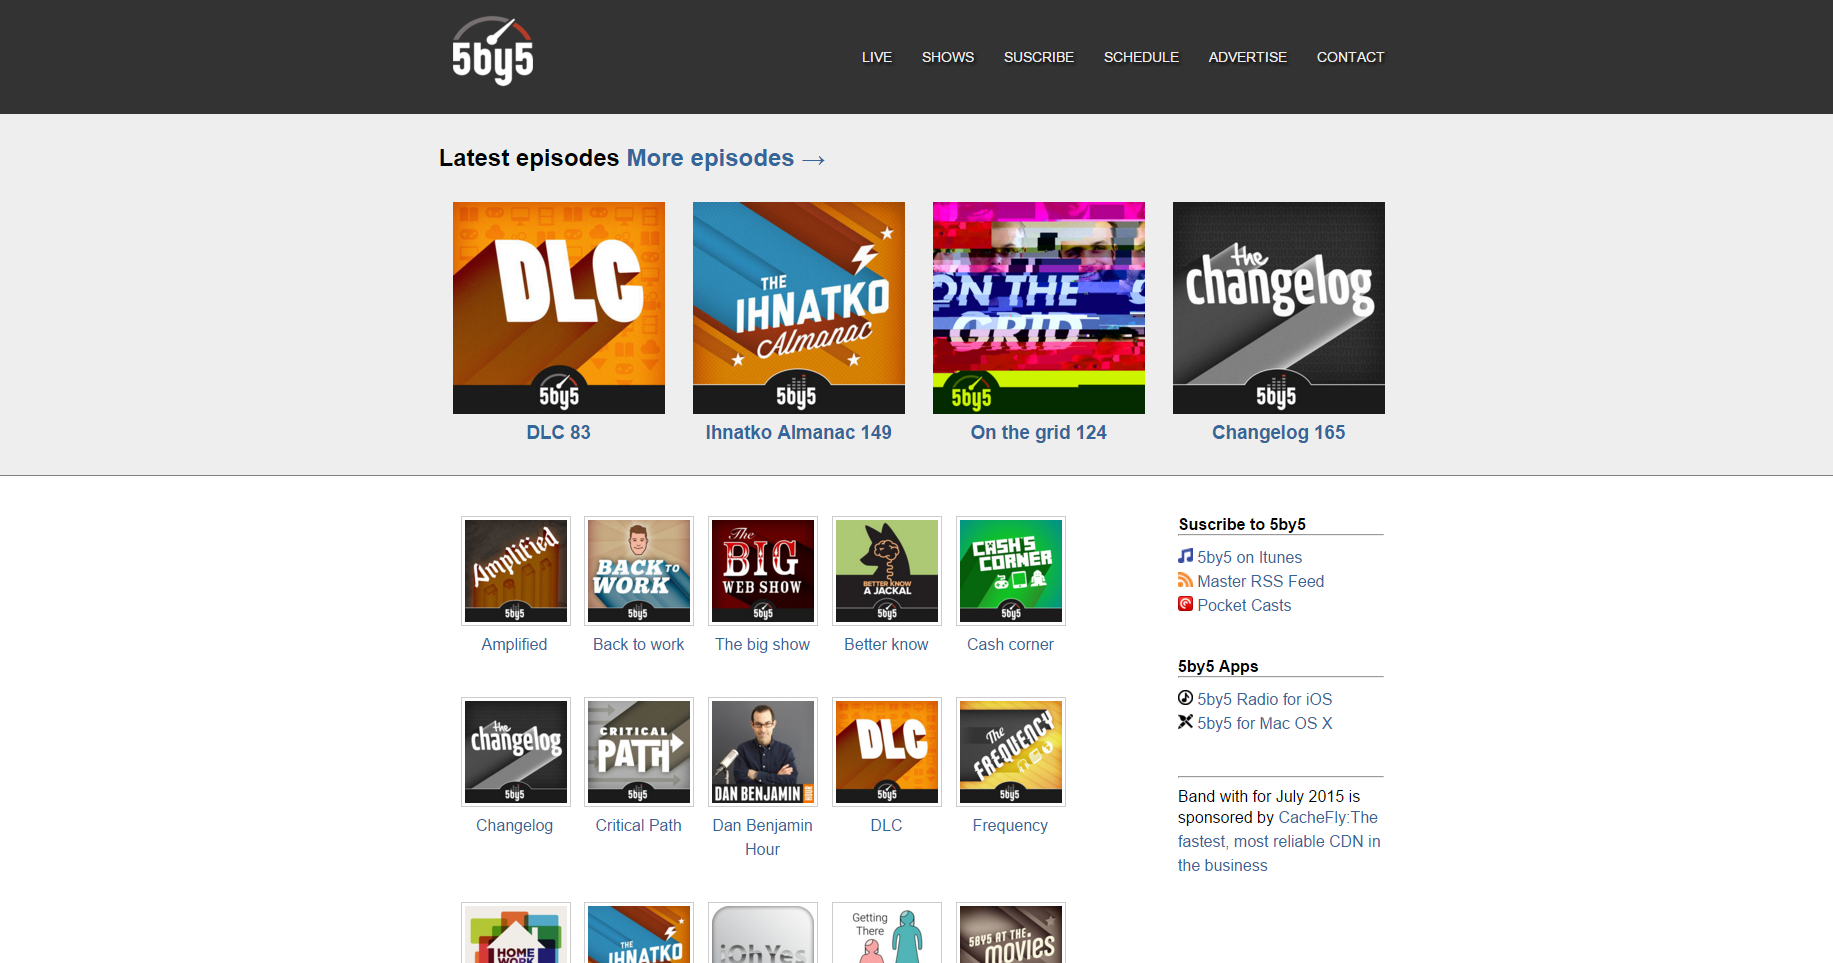 5by5
LIVE SHOWS SUSCRIBE SCHEDULE ADVERTISE CONTACT
Latest episodes More episodes →
DLC
5by5
THE
IHNATKO
Almanac
5by5
ON THE
GRID
5by5
the
changelog
5by5
DLC 83
Ihnatko Almanac 149
On the grid 124
Changelog 165
Amplified
5by5
BACK TO
WORK
5by5
The
BIG
WEB SHOW
5by5
BETTER KNOW
A JACKAL
5by5
CASH'S
CORNER
5by5
Amplified
Back to work
The big show
Better know
Cash corner
the
changelog
5by5
CRITICAL
PATH
5by5
DAN BENJAMIN
HOUR
DLC
5by5
The
FREQUENCY
5by5
Changelog
Critical Path
Dan Benjamin
Hour
DLC
Frequency
HOME
WORK
THE
IHNATKO
iOhYes
Getting
There
5BY5 AT THE
MOVIES
Suscribe to 5by5
5by5 on Itunes
Master RSS Feed
Pocket Casts
5by5 Apps
5by5 Radio for iOS
5by5 for Mac OS X
Band with for July 2015 is
sponsored by CacheFly:The
fastest, most reliable CDN in
the business